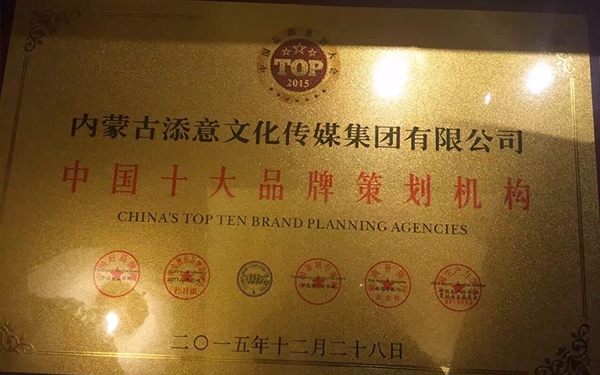 TOP
2015
内蒙古添意文化传媒集团有限公司
中国十大品牌策划机构
CHINA'S TOP TEN BRAND PLANNING AGENCIES
二〇一五年十二月二十八日